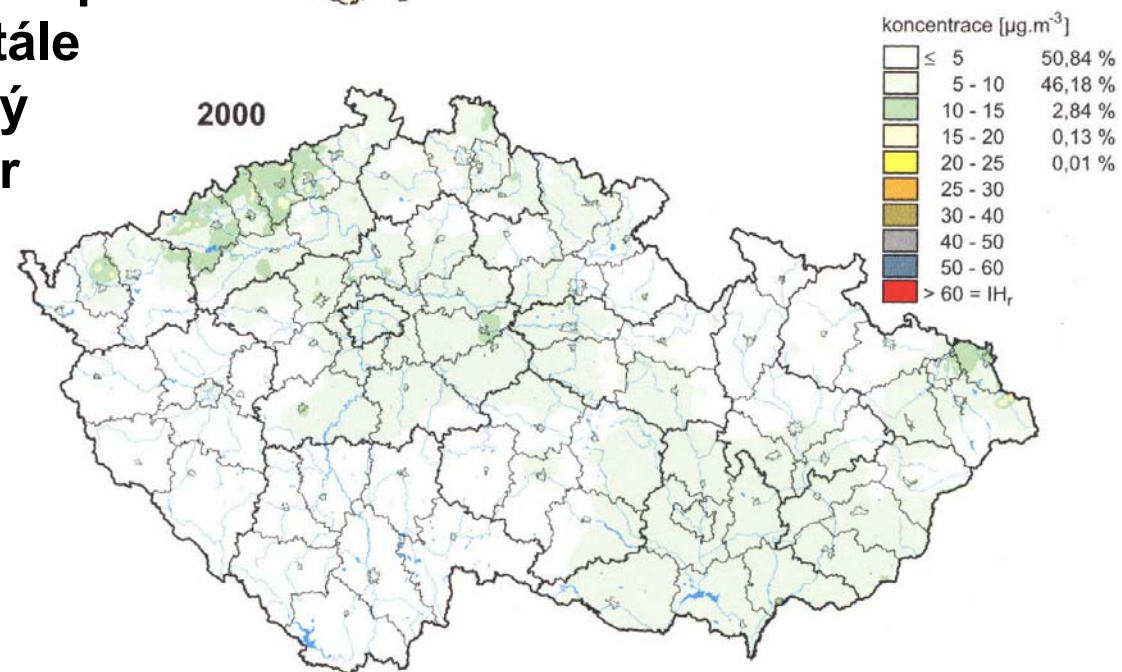 tále
ý
r
2000
koncentrace [µg.m-3]
≤ 5 50,84 %
5 - 10 46,18 %
10 - 15 2,84 %
15 - 20 0,13 %
20 - 25 0,01 %
25 - 30
30 - 40
40 - 50
50 - 60
> 60 = IHr